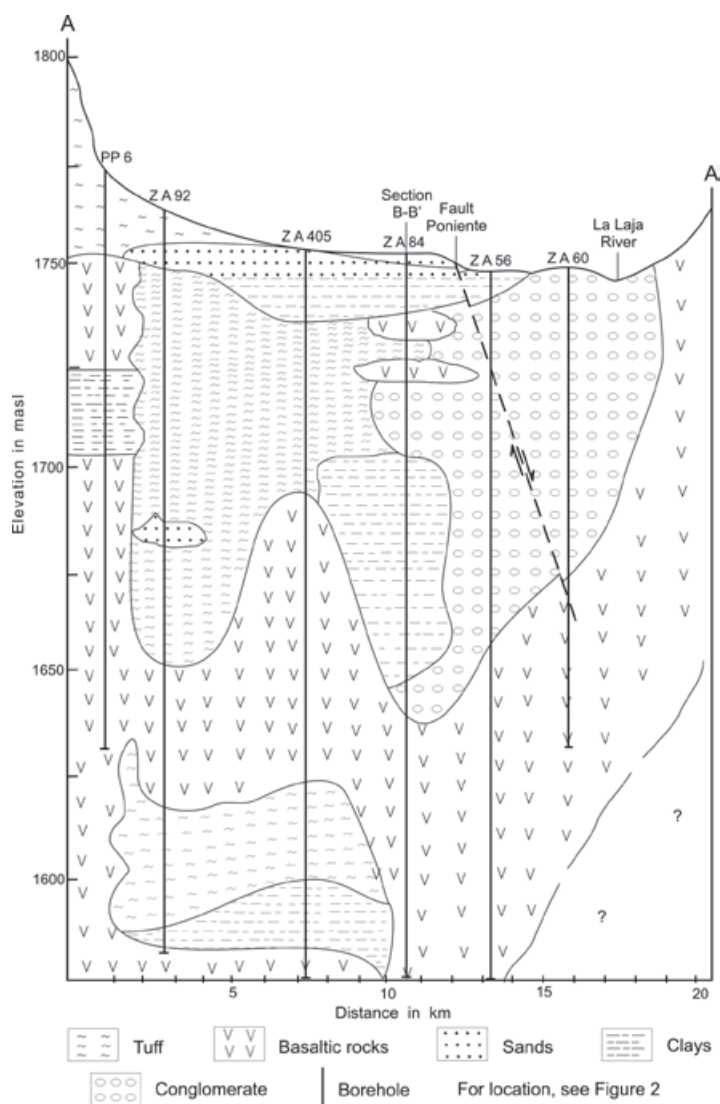 A
A
1800
PP 6
Z A 92
Section
B-B'
Fault
Poniente
Z A 405
Z A 84
Z A 56
Z A 60
La Laja
River
1750
Elevation in masl
1700
1650
1600
?
?
5
10
15
20
Distance in km
Tuff
Basaltic rocks
Sands
Clays
Conglomerate
Borehole
For location, see Figure 2